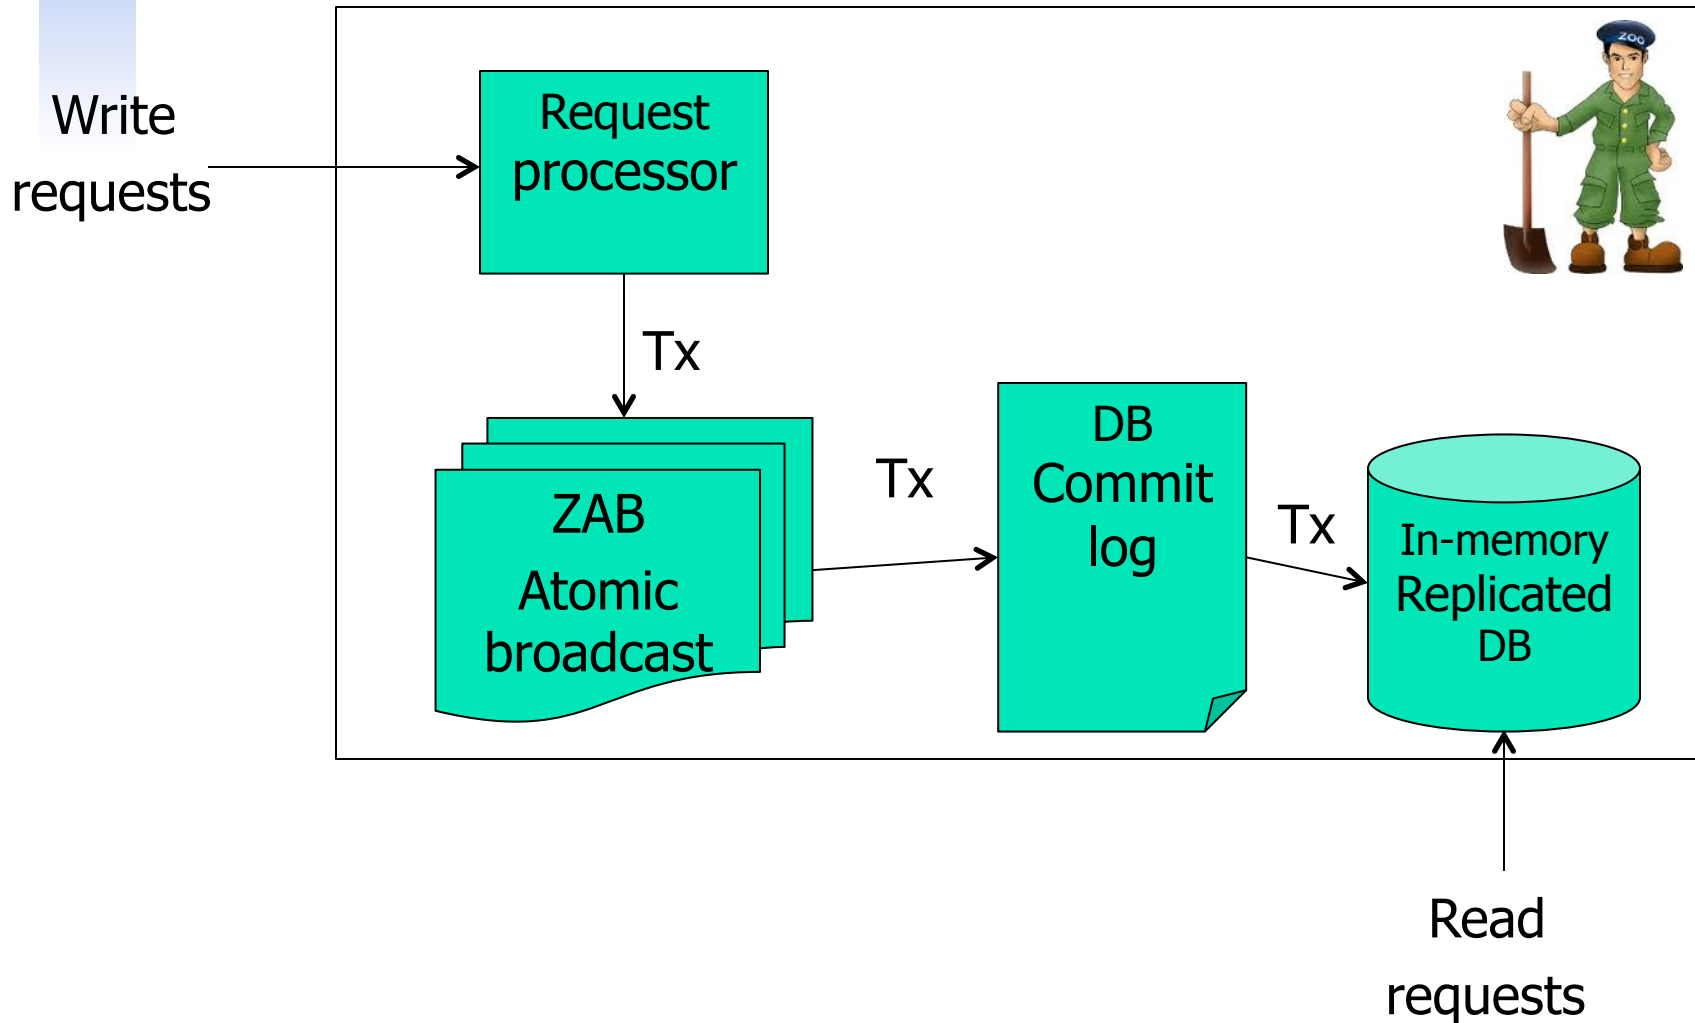 Write
requests
Request
processor
ZOO
Tx
ZAB
Atomic
broadcast
Tx
DB
Commit
log
Tx
In-memory
Replicated
DB
Read
requests